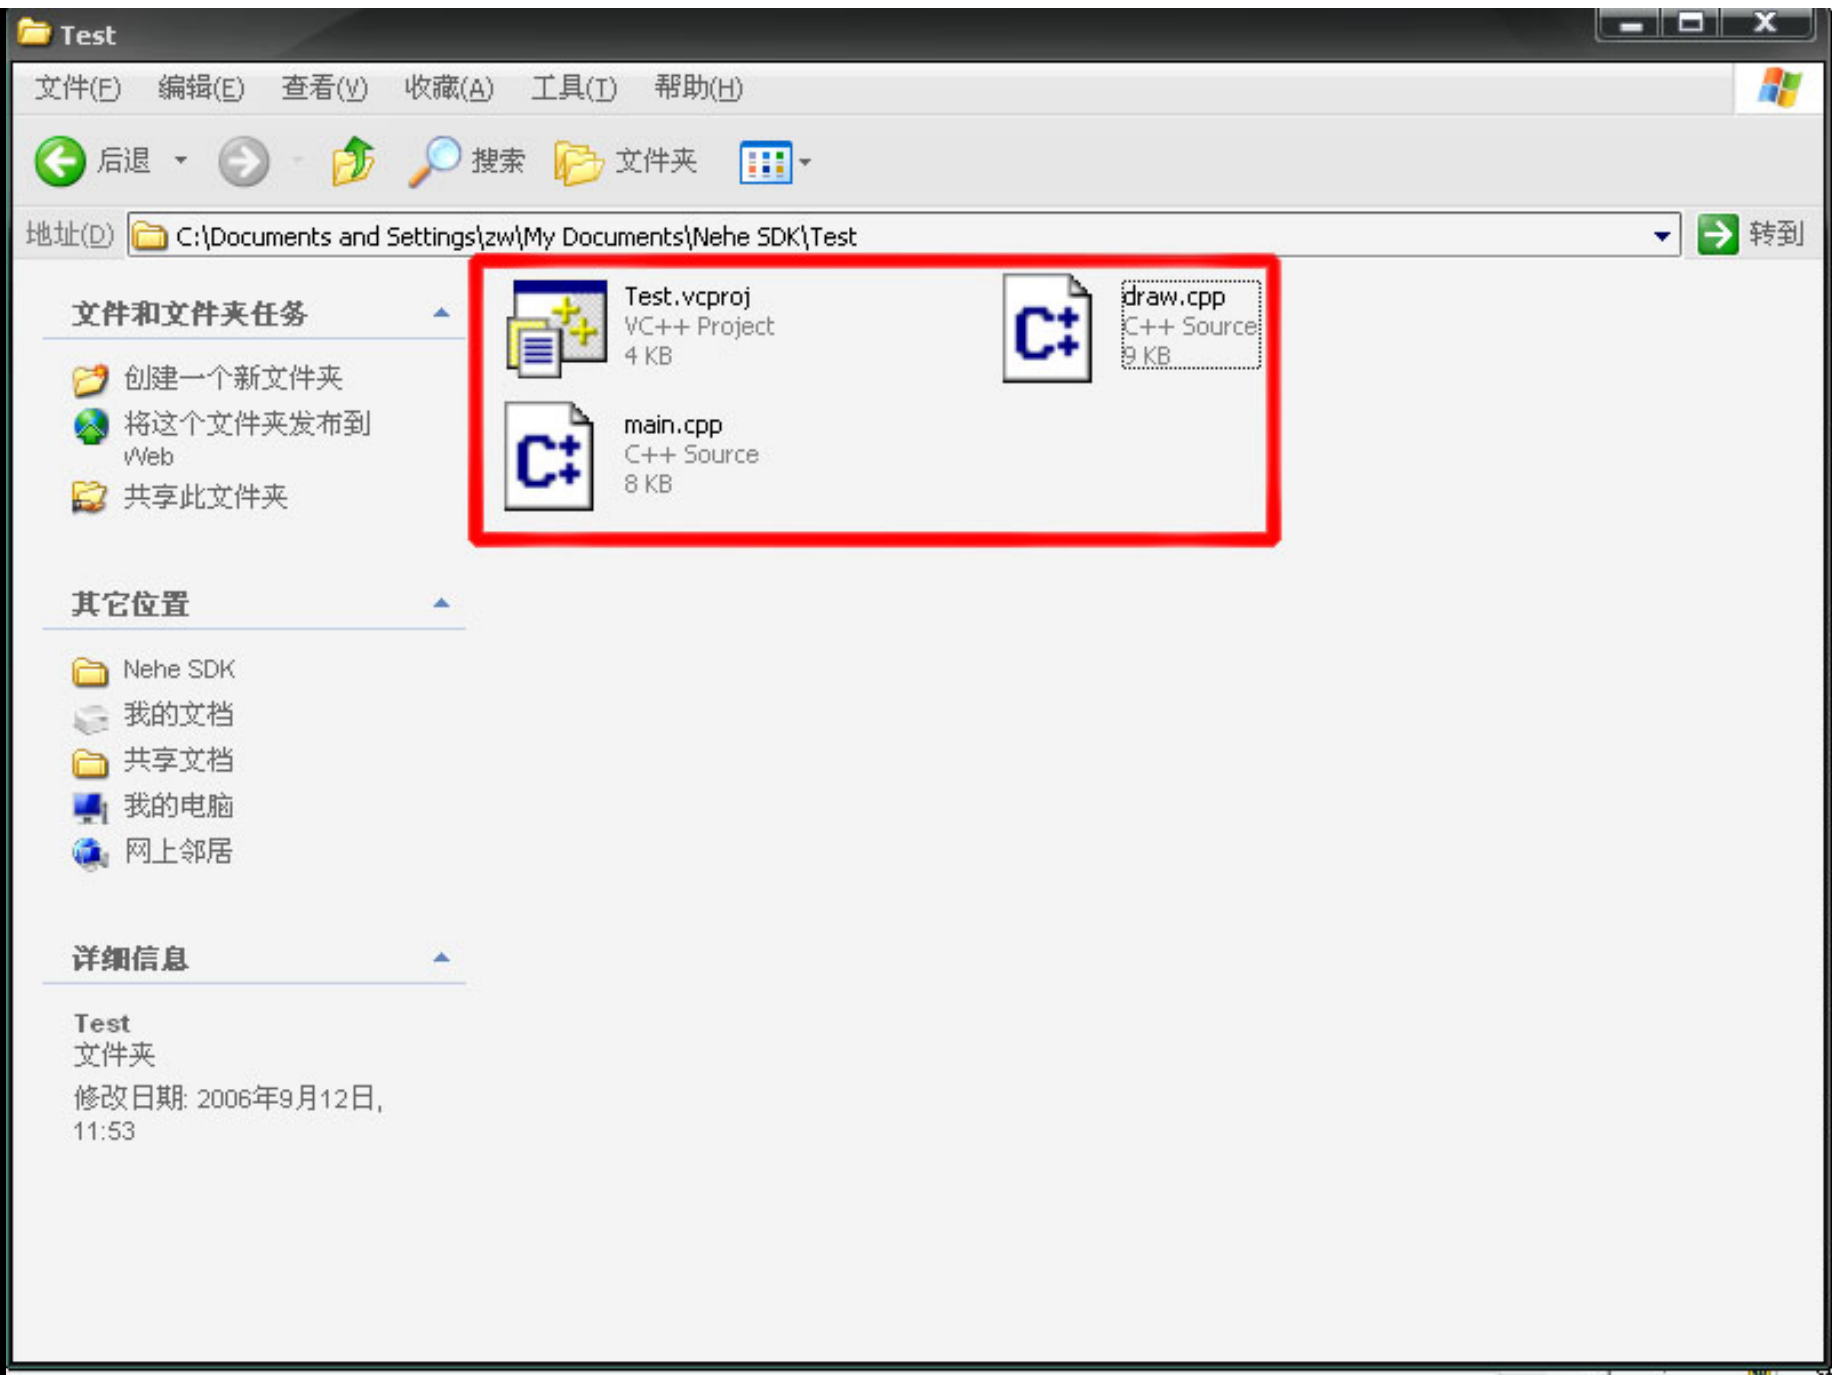 Test
文件(F) 编辑(E) 查看(V) 收藏(A) 工具(T) 帮助(H)
后退 搜索 文件夹
地址(D) C:\Documents and Settings\zw\My Documents\Nehe SDK\Test 转到
文件和文件夹任务
创建一个新文件夹
将这个文件夹发布到
Web
共享此文件夹
其它位置
Nehe SDK
我的文档
共享文档
我的电脑
网上邻居
详细信息
Test
文件夹
修改日期: 2006年9月12日,
11:53
Test.vcproj
VC++ Project
4 KB
draw.cpp
C++ Source
9 KB
main.cpp
C++ Source
8 KB